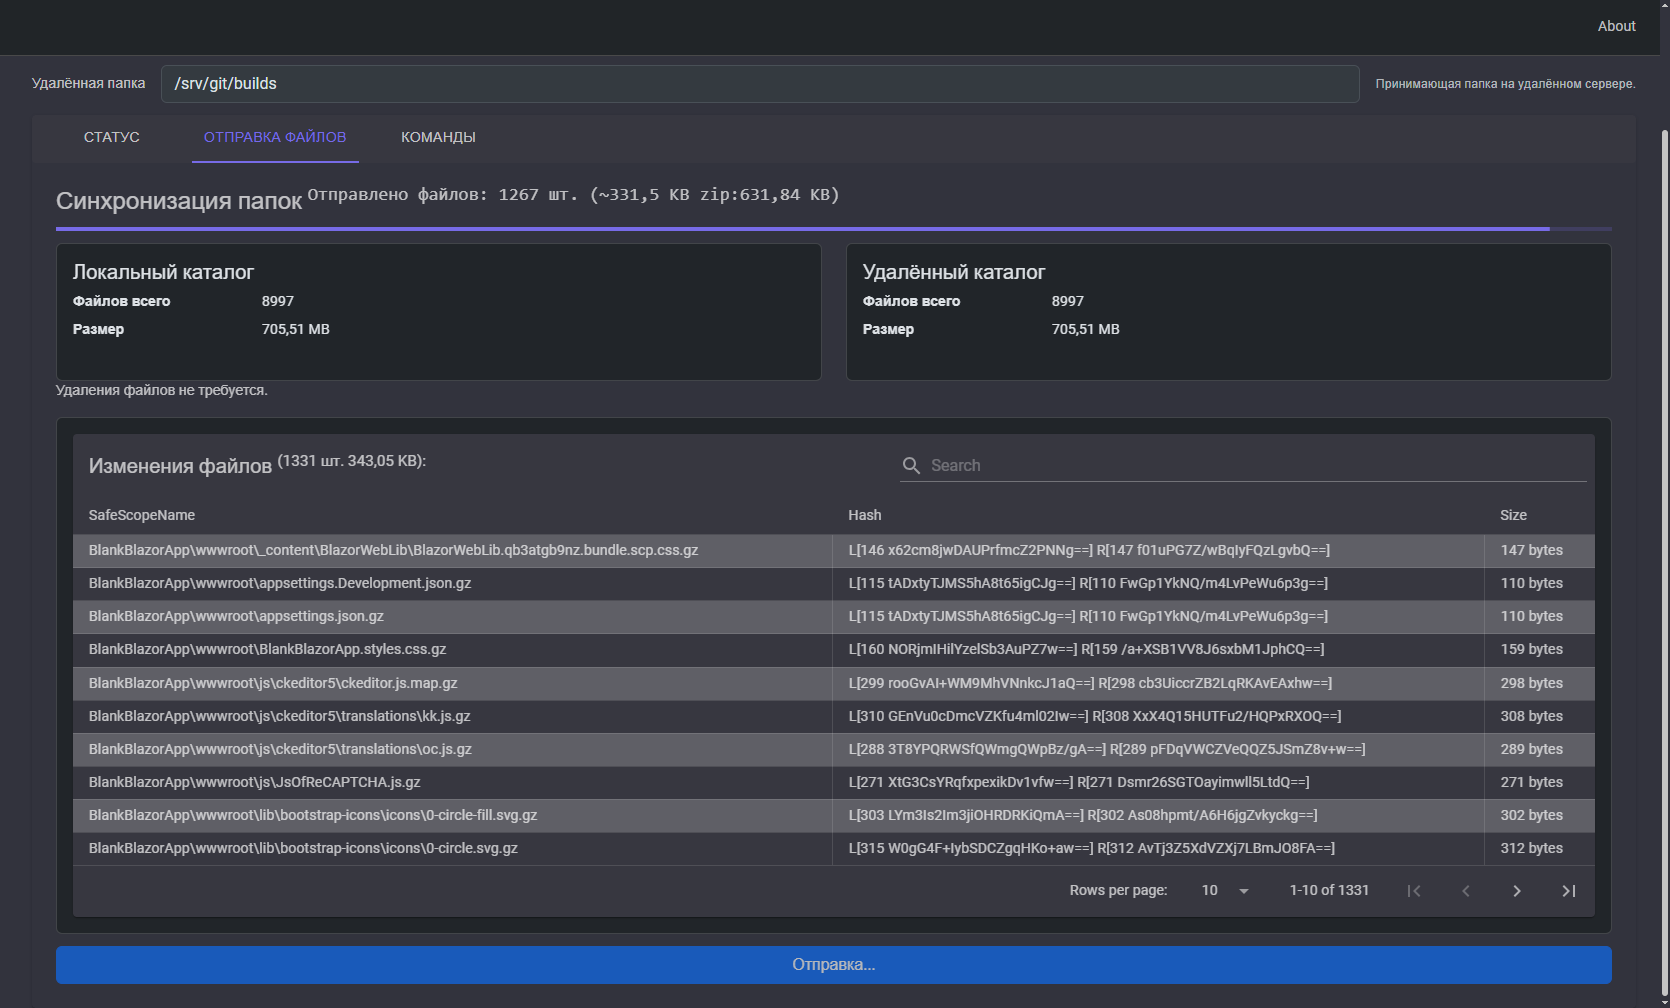 About
Удалённая папка /srv/git/builds Принимающая папка на удалённом сервере.
СТАТУС ОТПРАВКА ФАЙЛОВ КОМАНДЫ
Синхронизация папок Отправлено файлов: 1267 шт. (~331,5 KB zip:631,84 KB)
Локальный каталог
Файлов всего 8997
Размер 705,51 MB
Удалённый каталог
Файлов всего 8997
Размер 705,51 MB
Удаления файлов не требуется.
Изменения файлов (1331 шт. 343,05 KB):
Search
SafeScopeName Hash Size
BlankBlazorApp\wwwroot\_content\BlazorWebLib\BlazorWebLib.qb3atgb9nz.bundle.scp.css.gz L[146 x62cm8jwDAUPrfmcZ2PNNg==] R[147 f01uPG7Z/wBqIyFQzLgvbQ==] 147 bytes
BlankBlazorApp\wwwroot\appsettings.Development.json.gz L[115 tADxtyTJMS5hA8t65igCJg==] R[110 FwGp1YkNQ/m4LvPeWu6p3g==] 110 bytes
BlankBlazorApp\wwwroot\appsettings.json.gz L[115 tADxtyTJMS5hA8t65igCJg==] R[110 FwGp1YkNQ/m4LvPeWu6p3g==] 110 bytes
BlankBlazorApp\wwwroot\BlankBlazorApp.styles.css.gz L[160 NORjmIHilYzelSb3AuPZ7w==] R[159 /a+XSB1VV8J6sxbM1JphCQ==] 159 bytes
BlankBlazorApp\wwwroot\js\ckeditor5\ckeditor.js.map.gz L[299 rooGvAI+WM9MhVNnkcJ1aQ==] R[298 cb3UiccrZB2LqRKAvEAxhw==] 298 bytes
BlankBlazorApp\wwwroot\js\ckeditor5\translations\kk.js.gz L[310 GEnVu0cDmcVZKfu4ml02Iw==] R[308 XxX4Q15HUTFu2/HQPxRXOQ==] 308 bytes
BlankBlazorApp\wwwroot\js\ckeditor5\translations\oc.js.gz L[288 3T8YPQRWSfQWmgQWpBz/gA==] R[289 pFDqVWCZVeQQZ5JSmZ8v+w==] 289 bytes
BlankBlazorApp\wwwroot\js\JsOfReCAPTCHA.js.gz L[271 XtG3CsYRqfxpexikDv1vfw==] R[271 Dsmr26SGTOayimwll5LtdQ==] 271 bytes
BlankBlazorApp\wwwroot\lib\bootstrap-icons\icons\0-circle-fill.svg.gz L[303 LYm3Is2Im3jiOHRDRKiQmA==] R[302 As08hpmt/A6H6jgZvkyckg==] 302 bytes
BlankBlazorApp\wwwroot\lib\bootstrap-icons\icons\0-circle.svg.gz L[315 W0gG4F+IybSDCZgqHKo+aw==] R[312 AvTj3Z5XdVZXj7LBmJO8FA==] 312 bytes
Rows per page: 10 1-10 of 1331
Отправка...